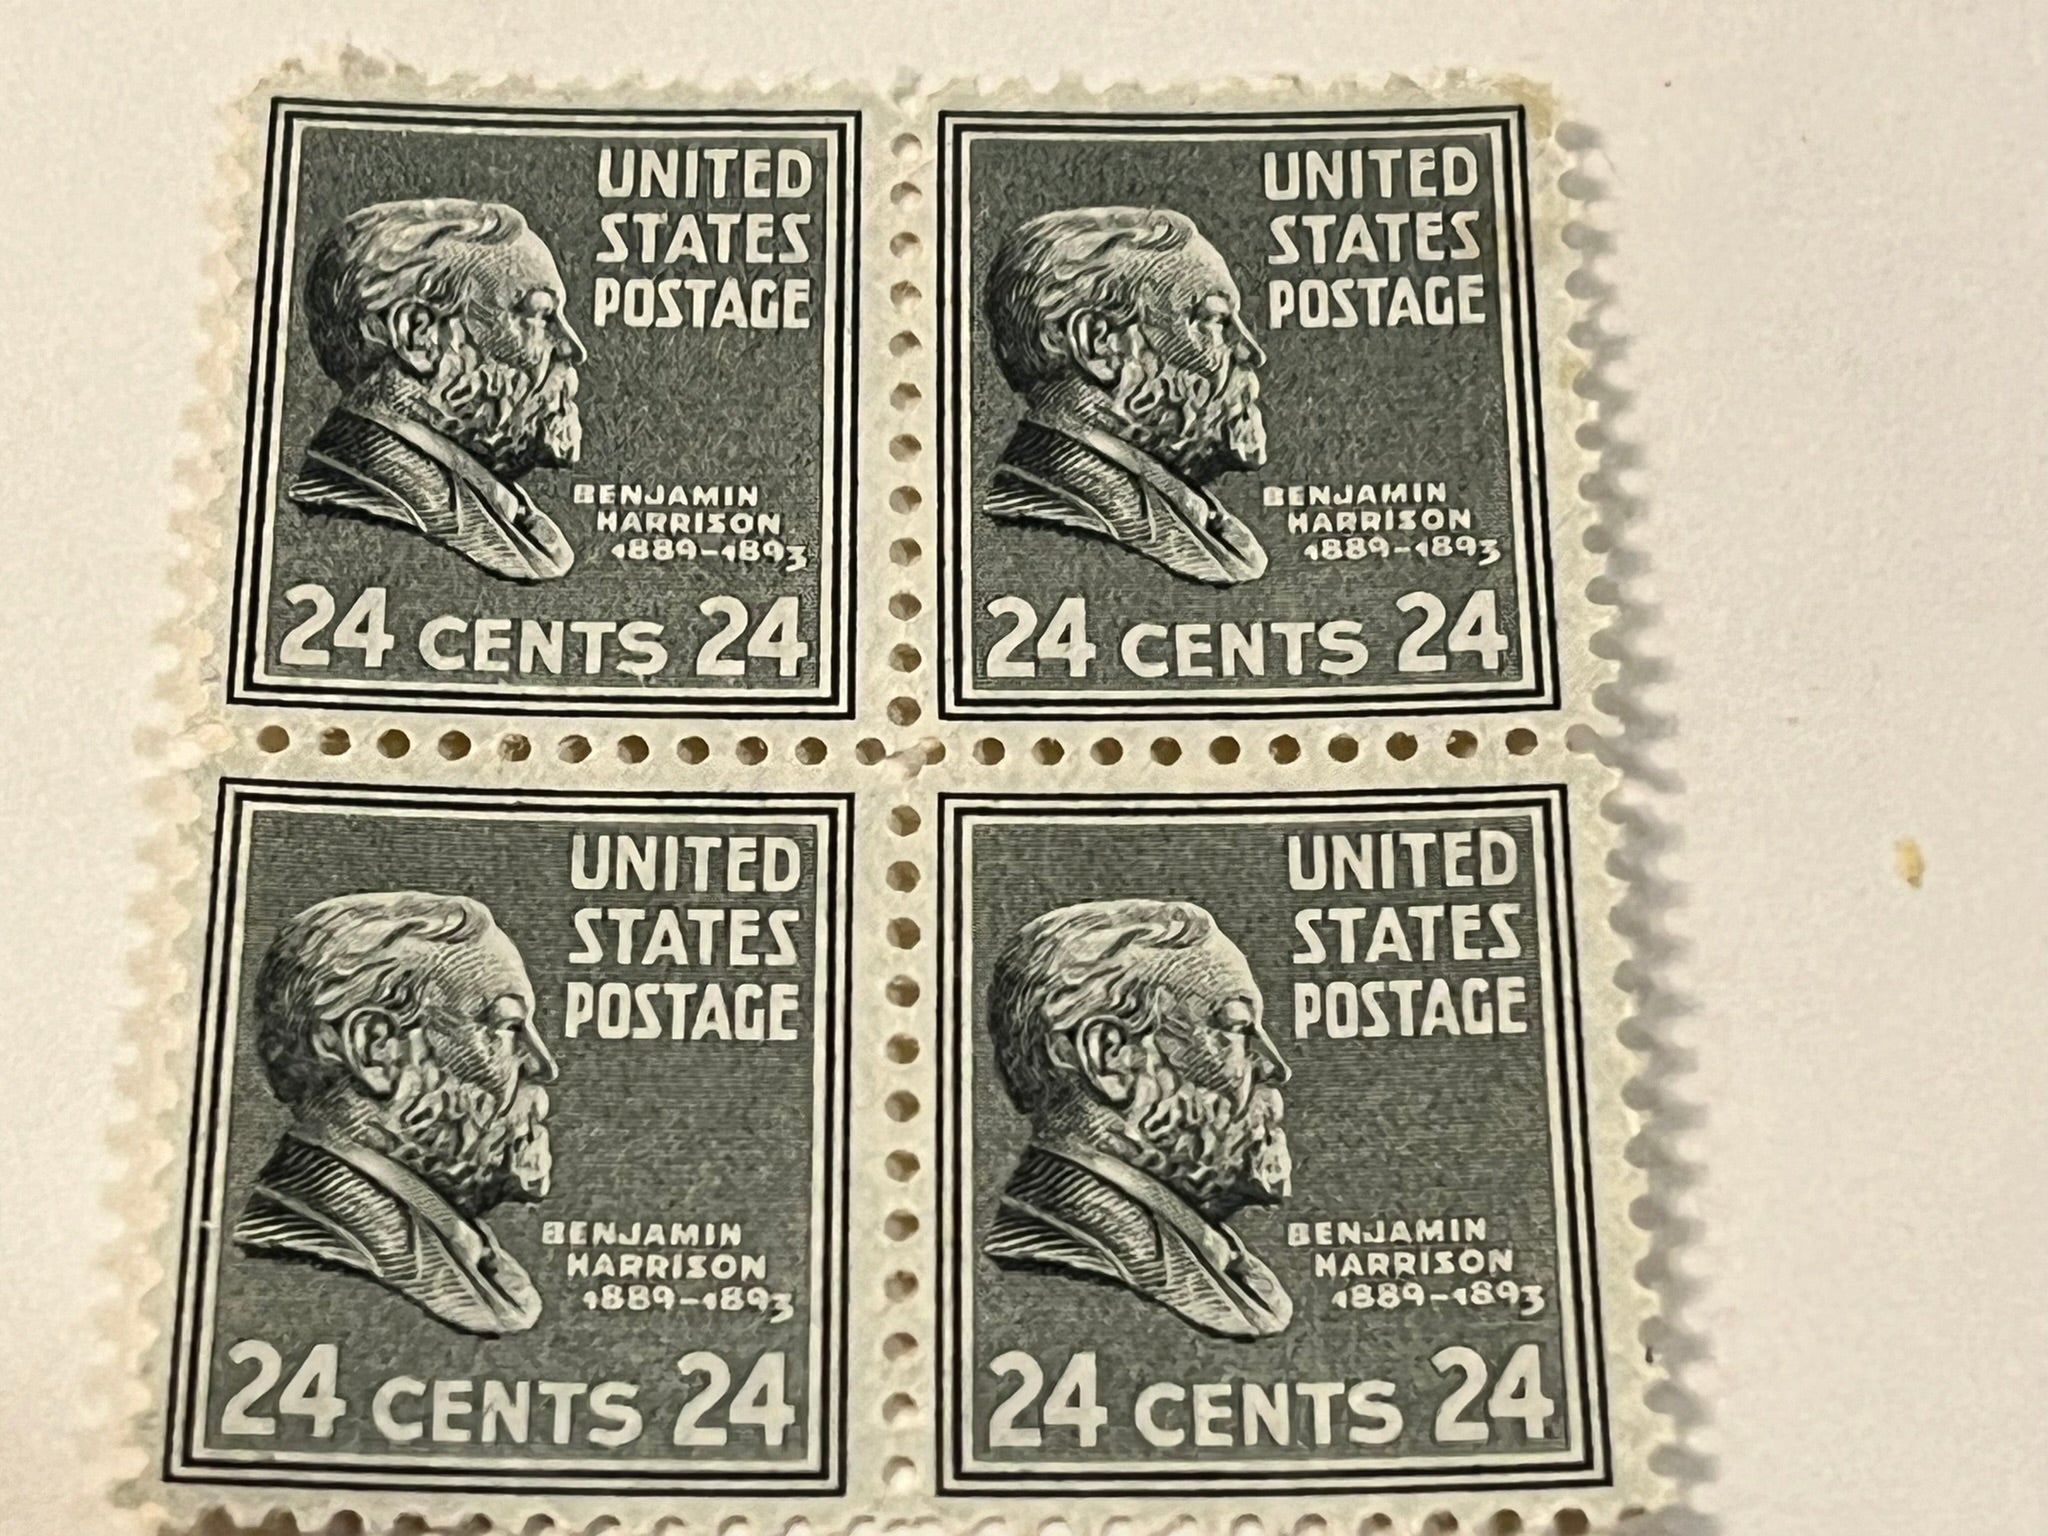 UNITED
STATES
POSTAGE
BENJAMIN
HARRISON
1889-1893
24 CENTS 24
UNITED
STATES
POSTAGE
BENJAMIN
HARRISON
1889-1893
24 CENTS 24
UNITED
STATES
POSTAGE
BENJAMIN
HARRISON
1889-1893
24 CENTS 24
UNITED
STATES
POSTAGE
BENJAMIN
HARRISON
1889-1893
24 CENTS 24